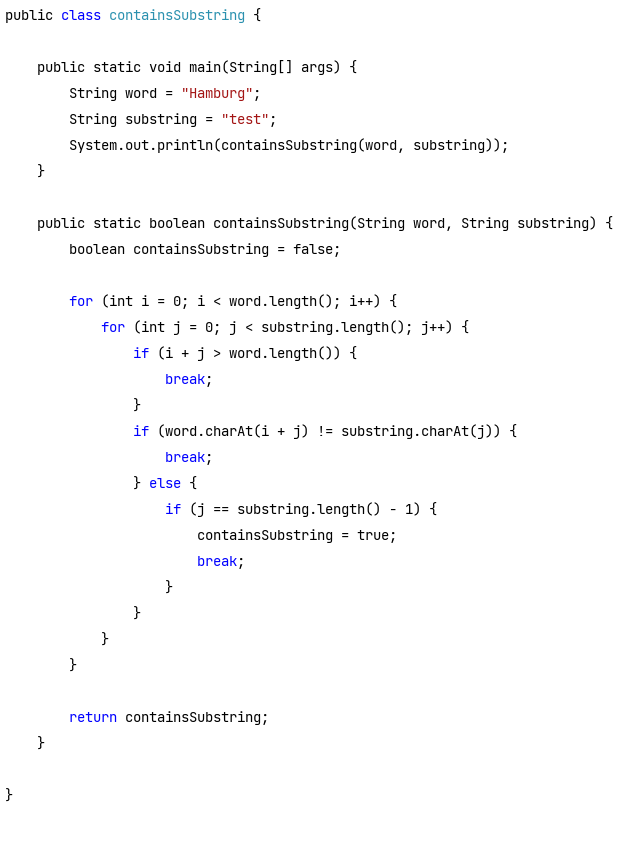 public class containsSubstring {
    public static void main(String[] args) {
        String word = "Hamburg";
        String substring = "test";
        System.out.println(containsSubstring(word, substring));
    }
    public static boolean containsSubstring(String word, String substring) {
        boolean containsSubstring = false;
        for (int i = 0; i < word.length(); i++) {
            for (int j = 0; j < substring.length(); j++) {
                if (i + j > word.length()) {
                    break;
                }
                if (word.charAt(i + j) != substring.charAt(j)) {
                    break;
                } else {
                    if (j == substring.length() - 1) {
                        containsSubstring = true;
                        break;
                    }
                }
            }
        }
        return containsSubstring;
    }
}